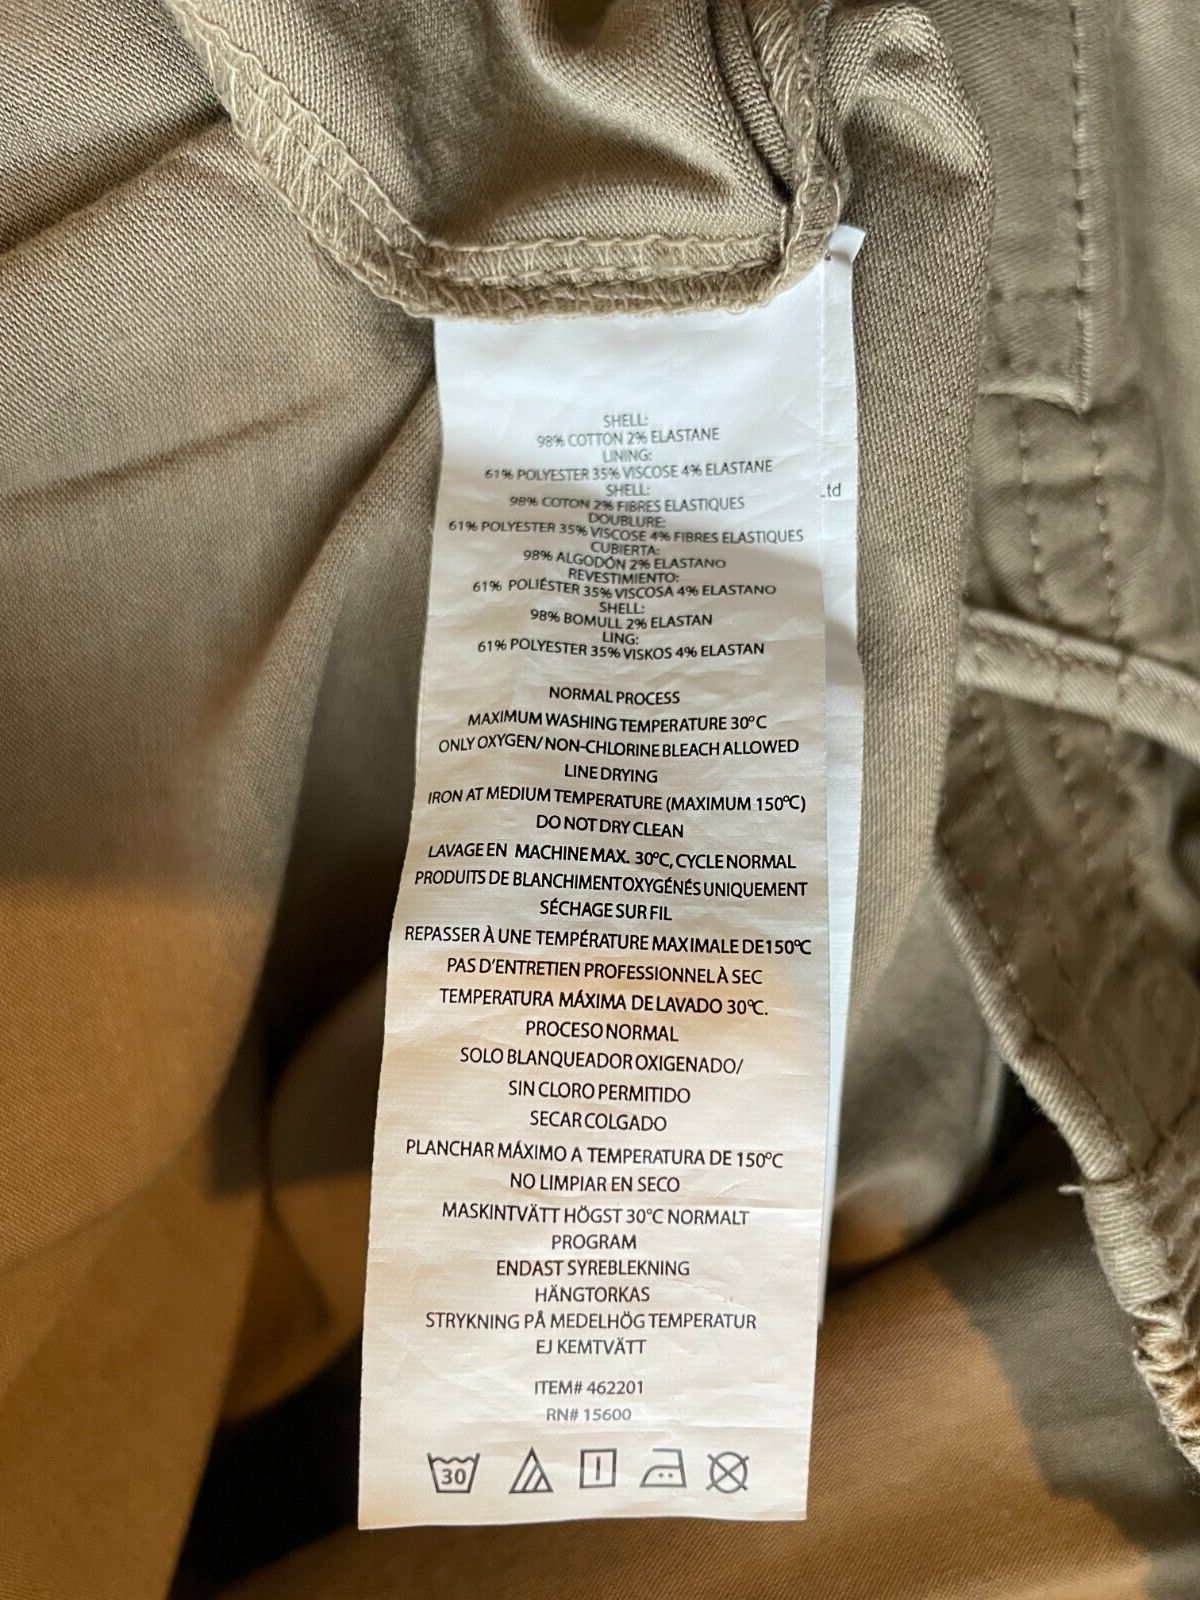 SHELL:
98% COTTON 2% ELASTANE
LINING:
61% POLYESTER 35% VISCOSE 4% ELASTANE
SHELL:
98% COTON 2% FIBRES ELASTIQUES
DOUBLURE:
61% POLYESTER 35% VISCOSE 4% FIBRES ELASTIQUES
CUBIERTA:
98% ALGODÓN 2% ELASTANO
REVESTIMIENTO:
61% POLIÉSTER 35% VISCOSA 4% ELASTANO
SHELL:
98% BOMULL 2% ELASTAN
LING:
61% POLYESTER 35% VISKOS 4% ELASTAN
NORMAL PROCESS
MAXIMUM WASHING TEMPERATURE 30°C
ONLY OXYGEN/ NON-CHLORINE BLEACH ALLOWED
LINE DRYING
IRON AT MEDIUM TEMPERATURE (MAXIMUM 150°C)
DO NOT DRY CLEAN
LAVAGE EN MACHINE MAX. 30°C, CYCLE NORMAL
PRODUITS DE BLANCHIMENT OXYGÉNÉS UNIQUEMENT
SÉCHAGE SUR FIL
REPASSER À UNE TEMPÉRATURE MAXIMALE DE 150°C
PAS D'ENTRETIEN PROFESSIONNEL À SEC
TEMPERATURA MÁXIMA DE LAVADO 30°C.
PROCESO NORMAL
SOLO BLANQUEADOR OXIGENADO/
SIN CLORO PERMITIDO
SECAR COLGADO
PLANCHAR MÁXIMO A TEMPERATURA DE 150°C
NO LIMPIAR EN SECO
MASKINTVÄTT HÖGST 30°C NORMALT
PROGRAM
ENDAST SYREBLEKNING
HÄNGTORKAS
STRYKNING PÅ MEDELHÖG TEMPERATUR
EJ KEMTVÄTT
ITEM# 462201
RN# 15600
30
Ltd